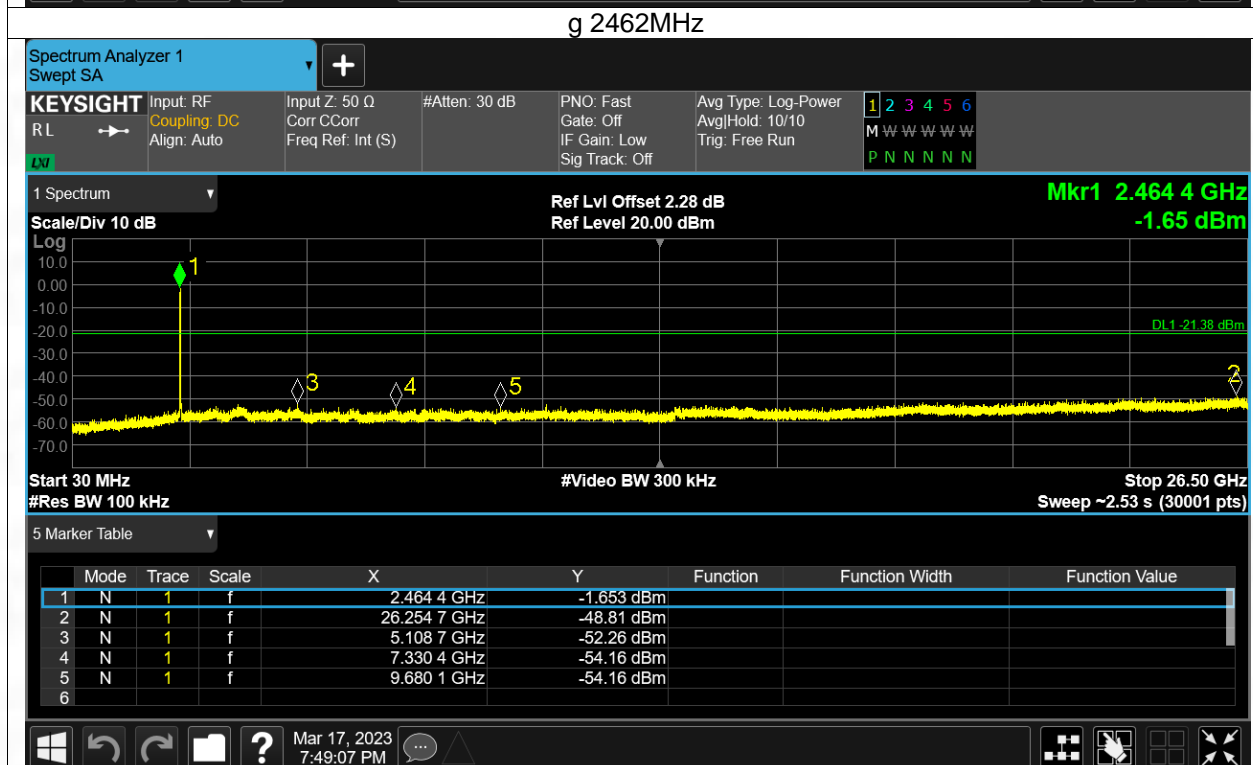 g 2462MHz
Spectrum Analyzer 1
Swept SA
+
KEYSIGHT
R L
LXI
Input: RF
Coupling: DC
Align: Auto
Input Z: 50 Ω
Corr CCorr
Freq Ref: Int (S)
#Atten: 30 dB
PNO: Fast
Gate: Off
IF Gain: Low
Sig Track: Off
Avg Type: Log-Power
Avg|Hold: 10/10
Trig: Free Run
1 2 3 4 5 6
M W W W W W
P N N N N N
1 Spectrum
Scale/Div 10 dB
Ref Lvl Offset 2.28 dB
Ref Level 20.00 dBm
Mkr1 2.464 4 GHz
-1.65 dBm
Log
10.0
0.00
-10.0
-20.0
-30.0
-40.0
-50.0
-60.0
-70.0
1
DL1 -21.38 dBm
3
4
5
2
Start 30 MHz
#Res BW 100 kHz
#Video BW 300 kHz
Stop 26.50 GHz
Sweep ~2.53 s (30001 pts)
5 Marker Table
Mode Trace Scale X Y Function Function Width Function Value
1 N 1 f 2.464 4 GHz -1.653 dBm
2 N 1 f 26.254 7 GHz -48.81 dBm
3 N 1 f 5.108 7 GHz -52.26 dBm
4 N 1 f 7.330 4 GHz -54.16 dBm
5 N 1 f 9.680 1 GHz -54.16 dBm
6
?
Mar 17, 2023
7:49:07 PM